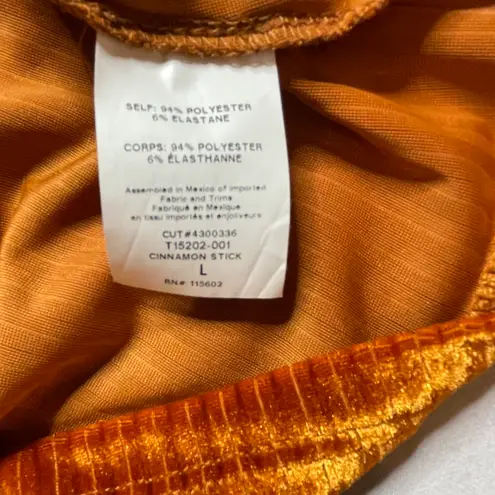 SELF: 94% POLYESTER
6% ELASTANE
CORPS: 94% POLYESTER
6% ÉLASTHANNE
Assembled in Mexico of imported
Fabric and Trims
Fabriqué en Mexique
en tissu importés et enjoliveurs
CUT#4300336
T15202-001
CINNAMON STICK
L
RN# 115602